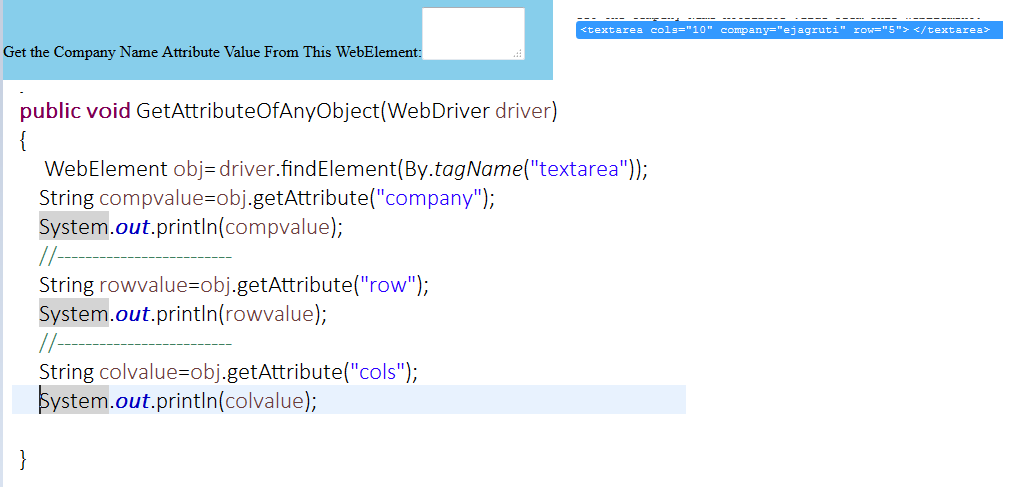 Get the Company Name Attribute Value From This WebElement:
<textarea cols="10" company="ejagruti" row="5"> </textarea>
public void GetAttributeOfAnyObject(WebDriver driver)
{
WebElement obj=driver.findElement(By.tagName("textarea"));
String compvalue=obj.getAttribute("company");
System.out.println(compvalue);
//-------------------------
String rowvalue=obj.getAttribute("row");
System.out.println(rowvalue);
//-------------------------
String colvalue=obj.getAttribute("cols");
System.out.println(colvalue);
}